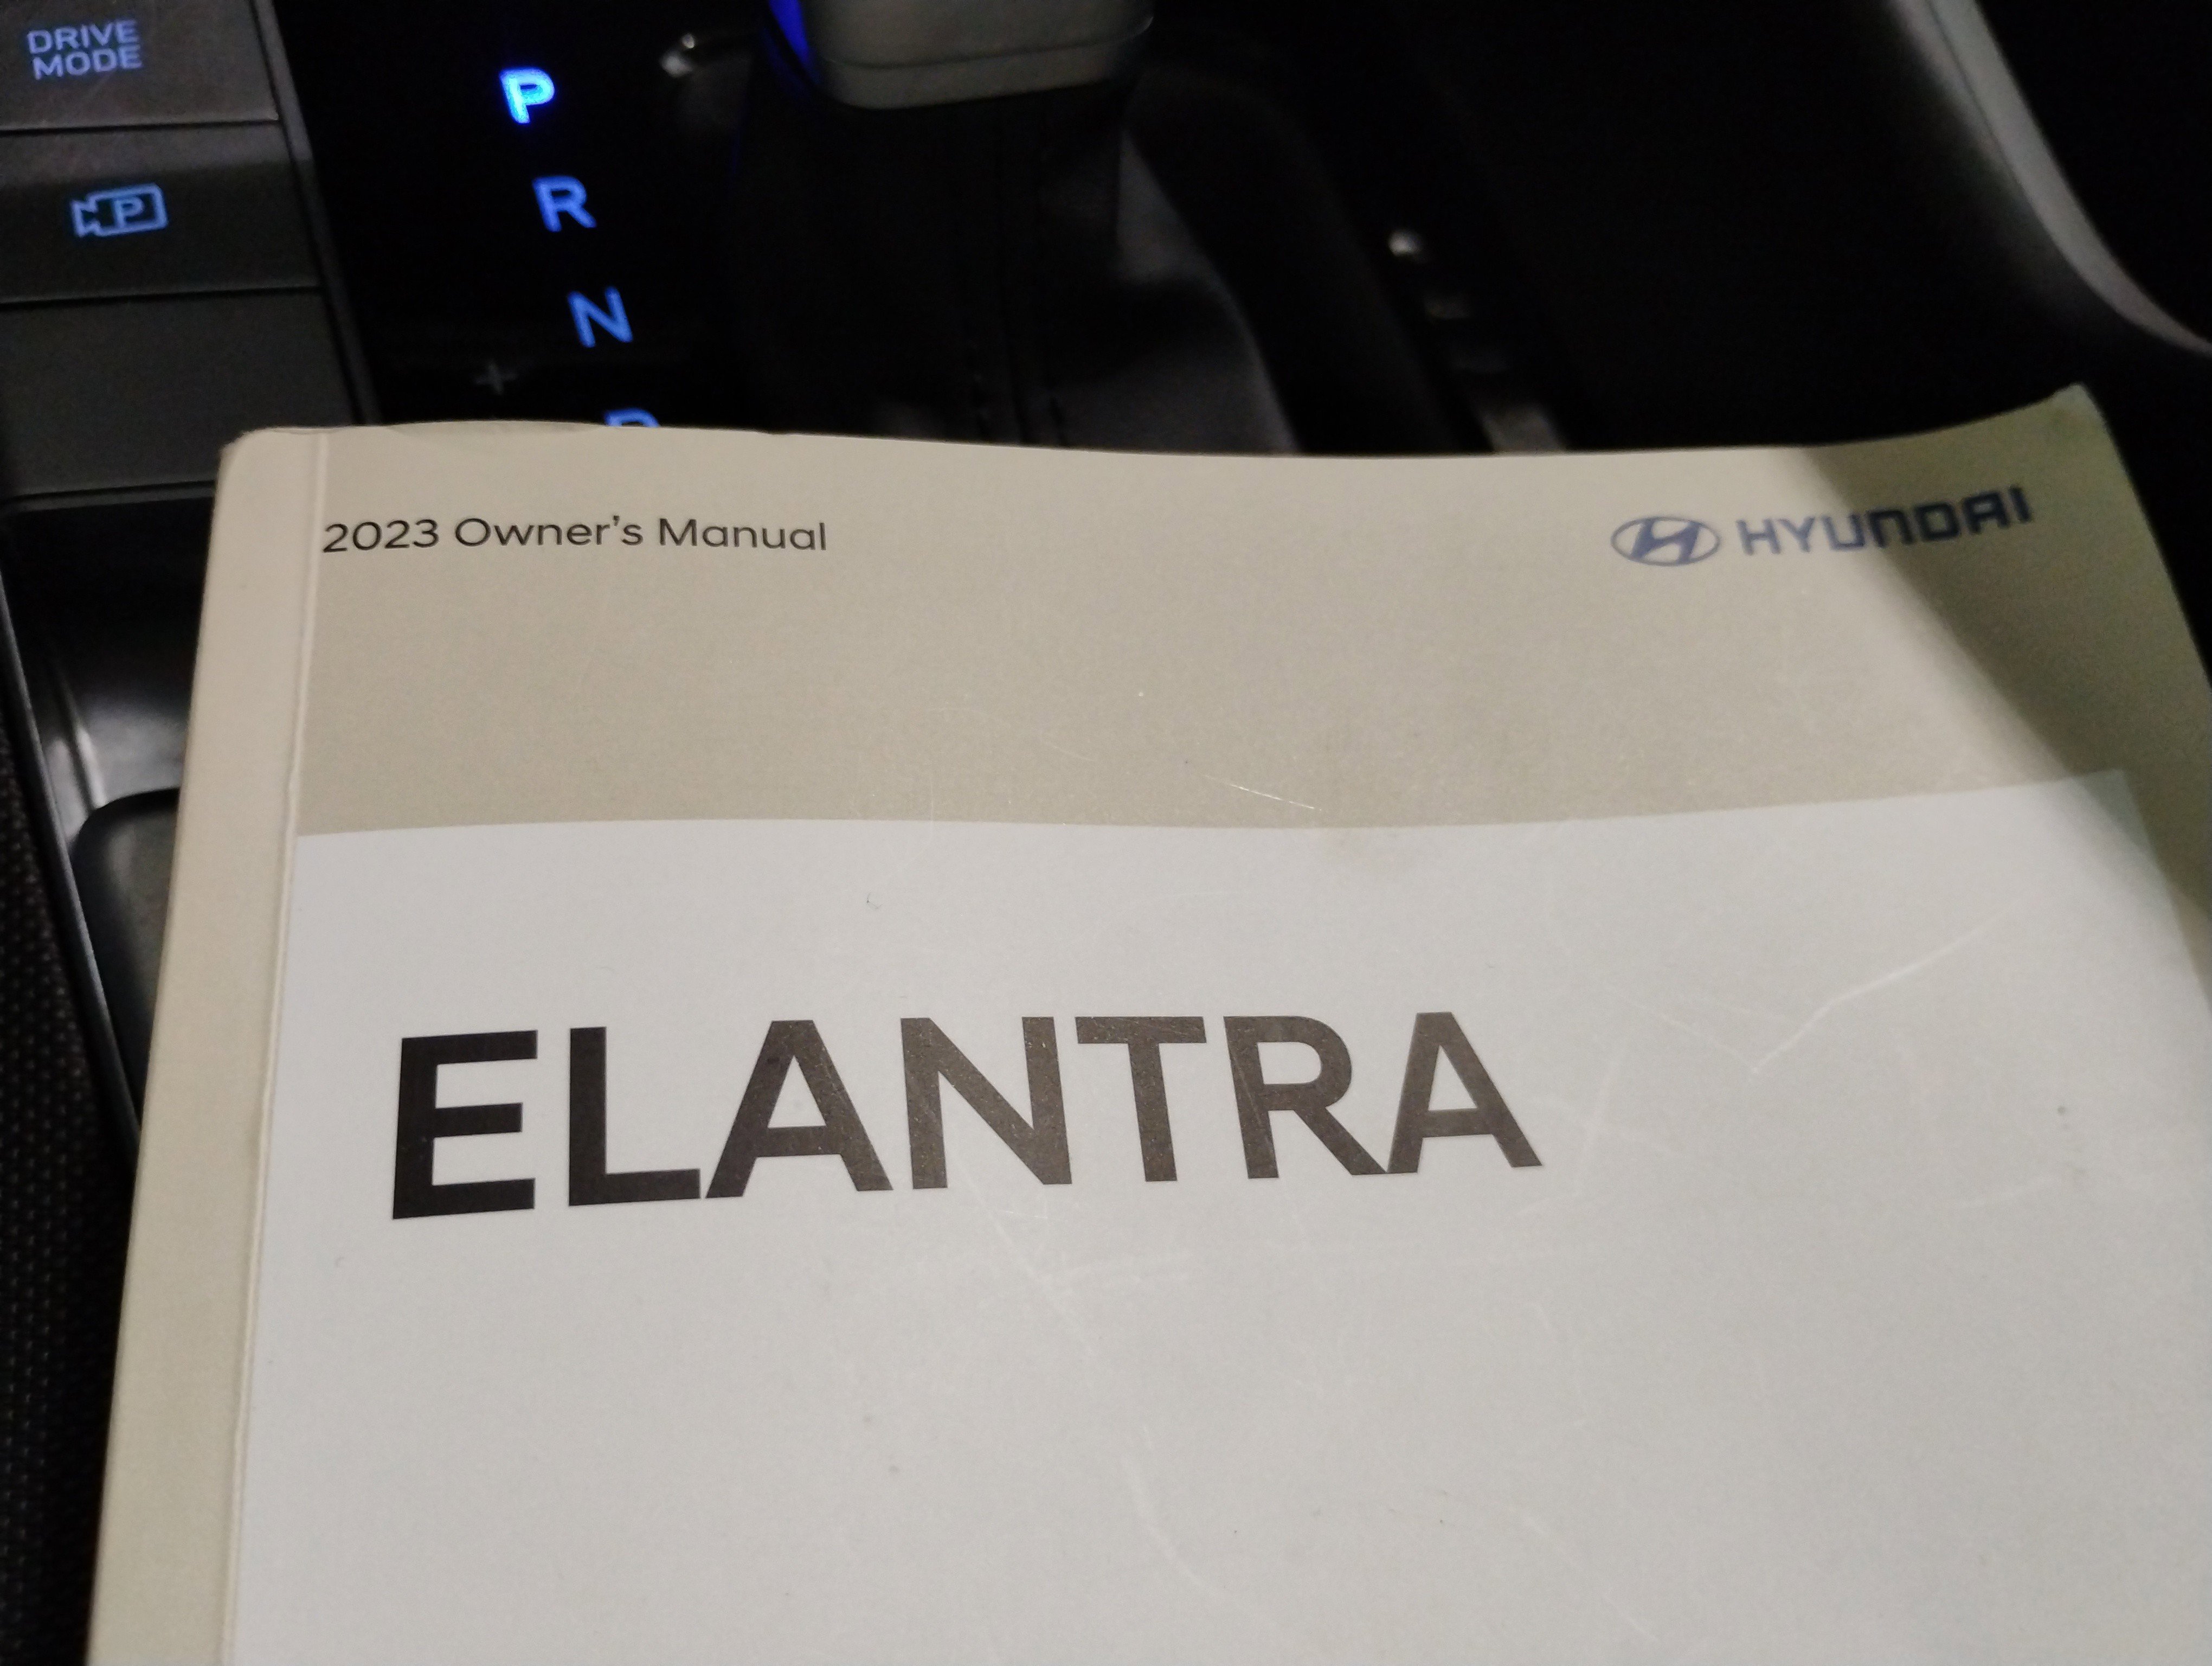 DRIVE
MODE
P
P
R
N
+
D
2023 Owner's Manual
HYUNDAI
ELANTRA